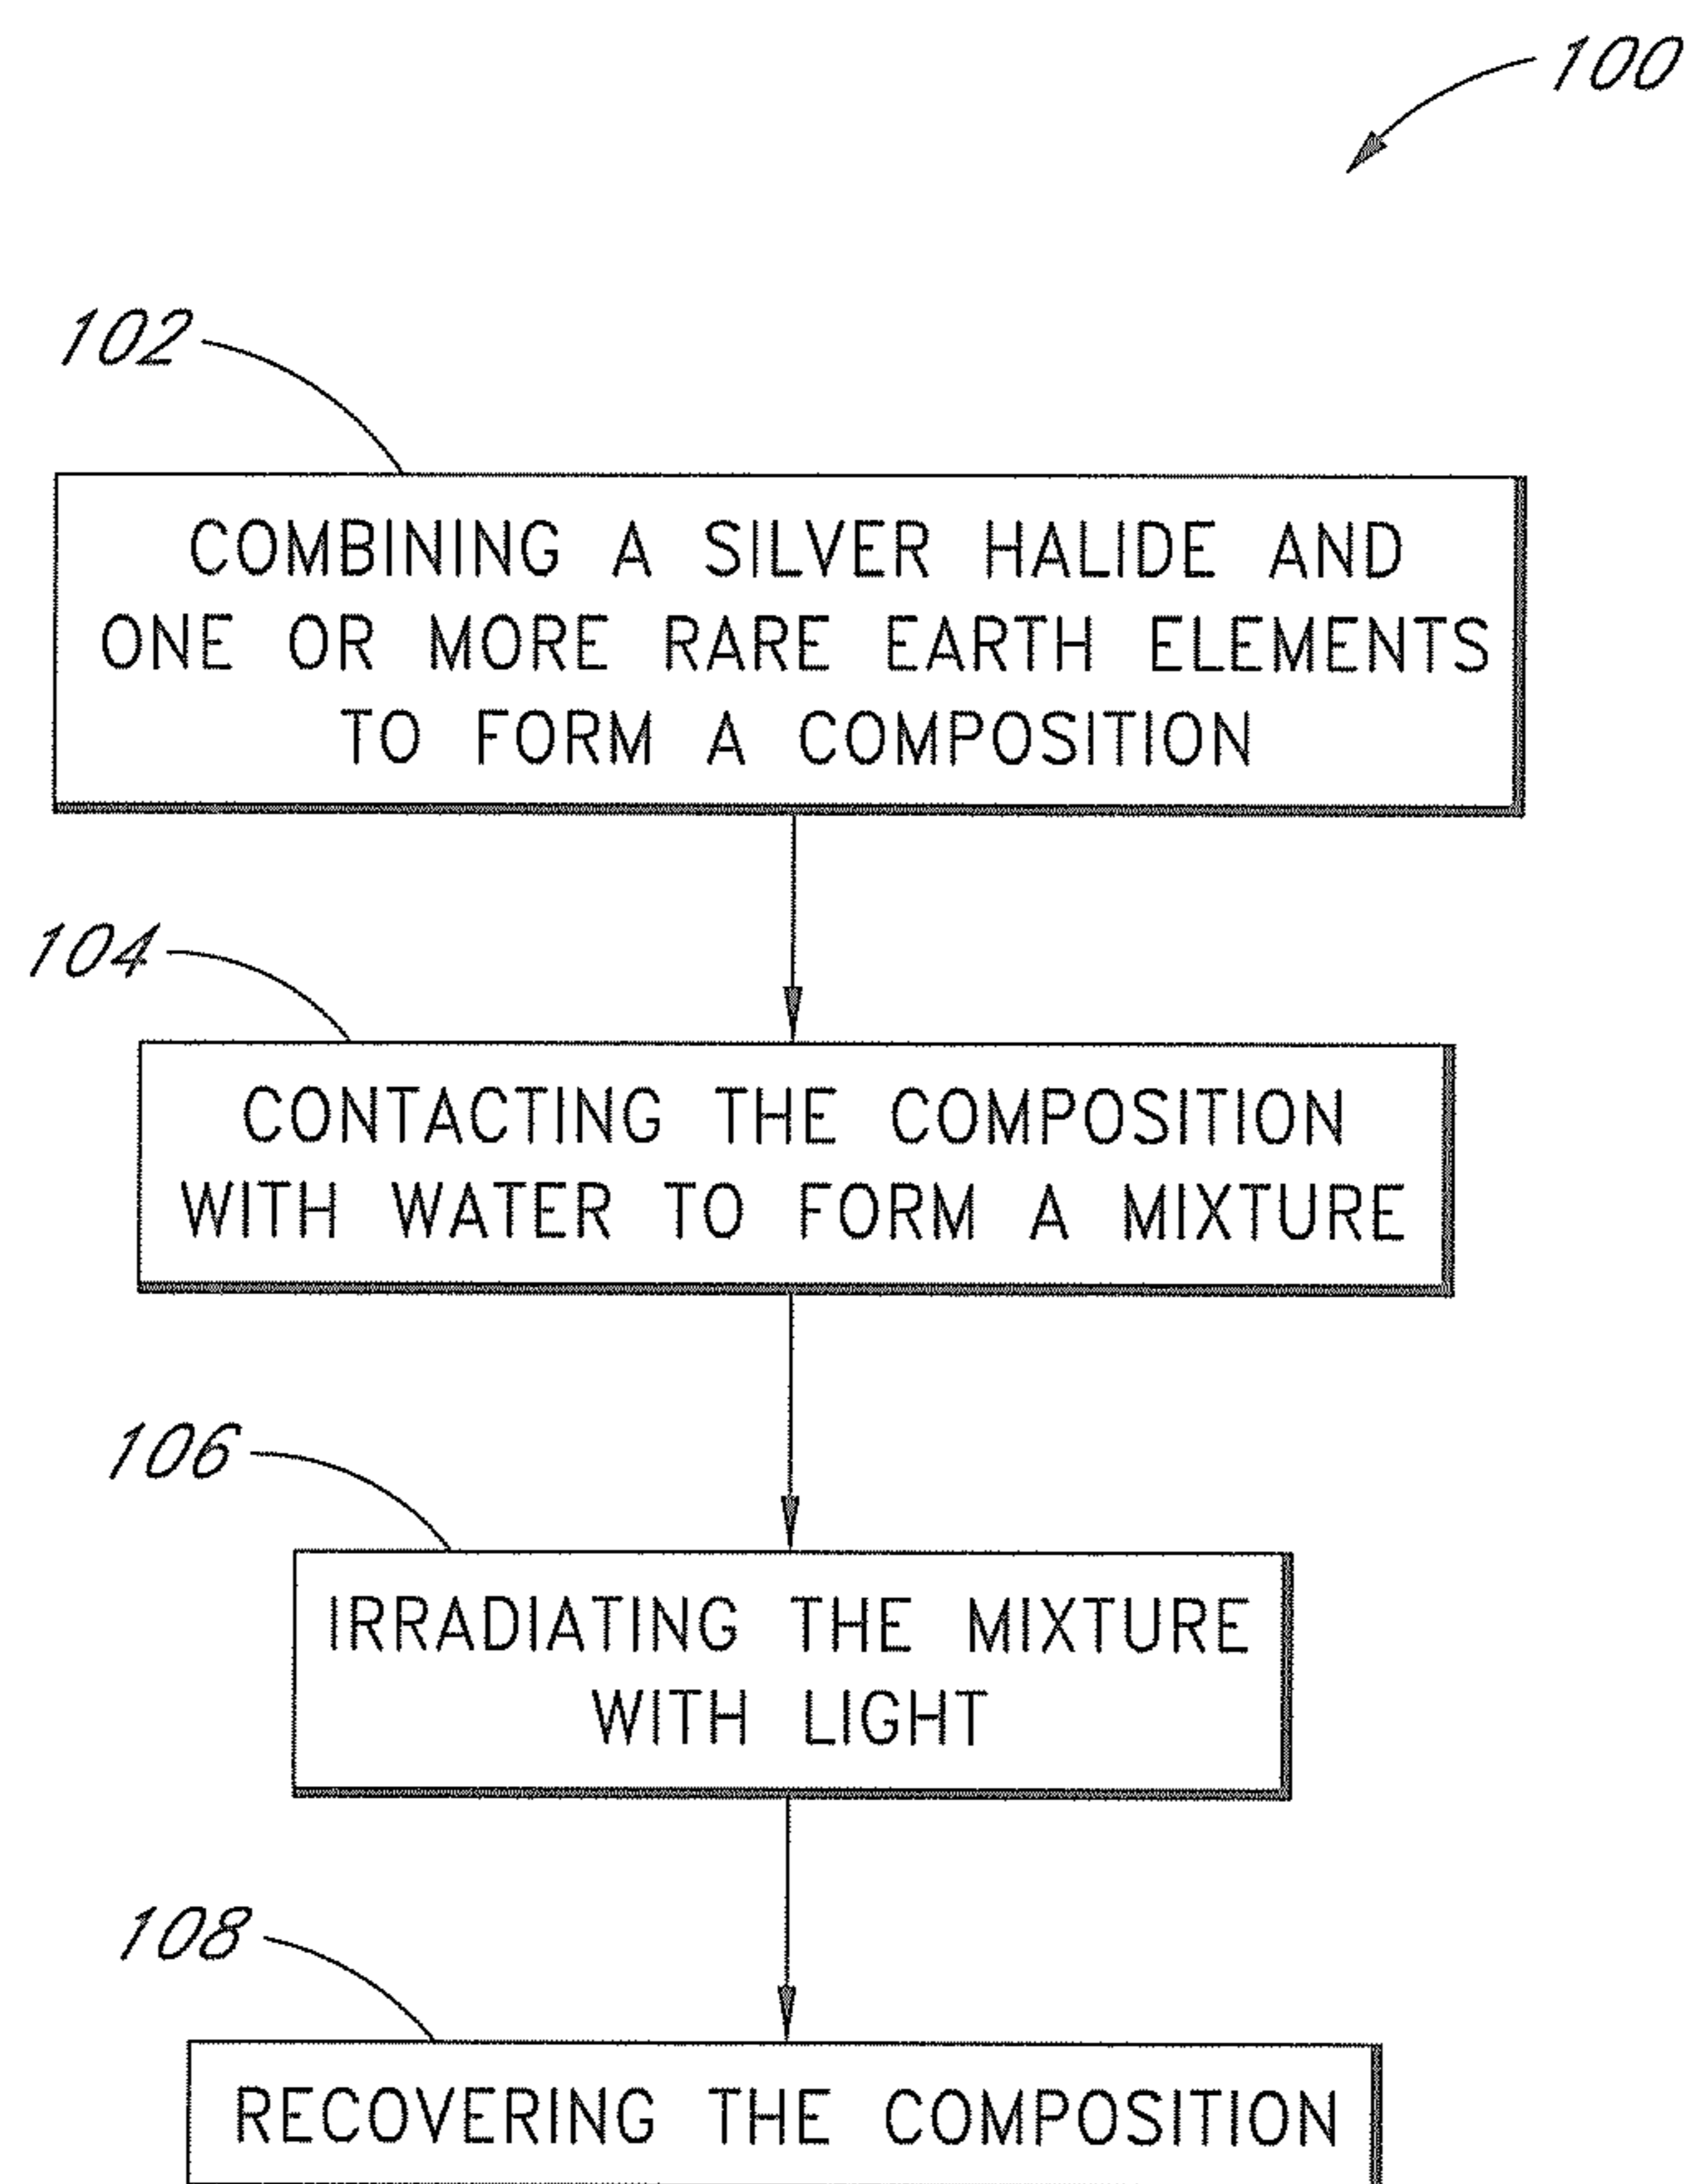 100
102
COMBINING A SILVER HALIDE AND
ONE OR MORE RARE EARTH ELEMENTS
TO FORM A COMPOSITION
104
CONTACTING THE COMPOSITION
WITH WATER TO FORM A MIXTURE
106
IRRADIATING THE MIXTURE
WITH LIGHT
108
RECOVERING THE COMPOSITION